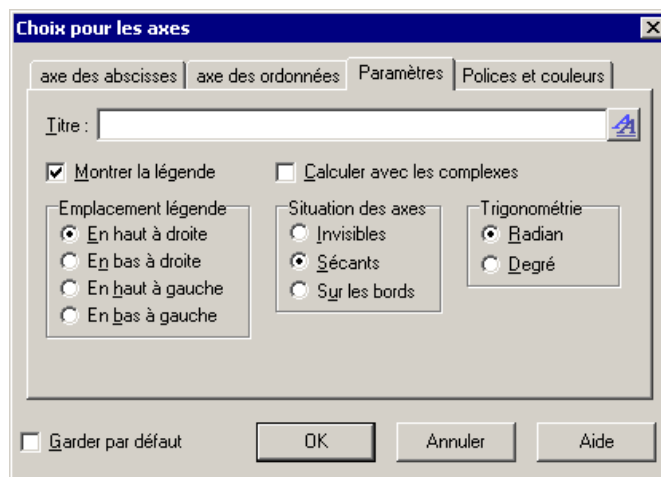 Choix pour les axes
axe des abscisses axe des ordonnées Paramètres Polices et couleurs
Titre :
Montrer la légende Calculer avec les complexes
Emplacement légende Situation des axes Trigonométrie
En haut à droite Invisibles Radian
En bas à droite Sécants Degré
En haut à gauche Sur les bords
En bas à gauche
Garder par défaut OK Annuler Aide